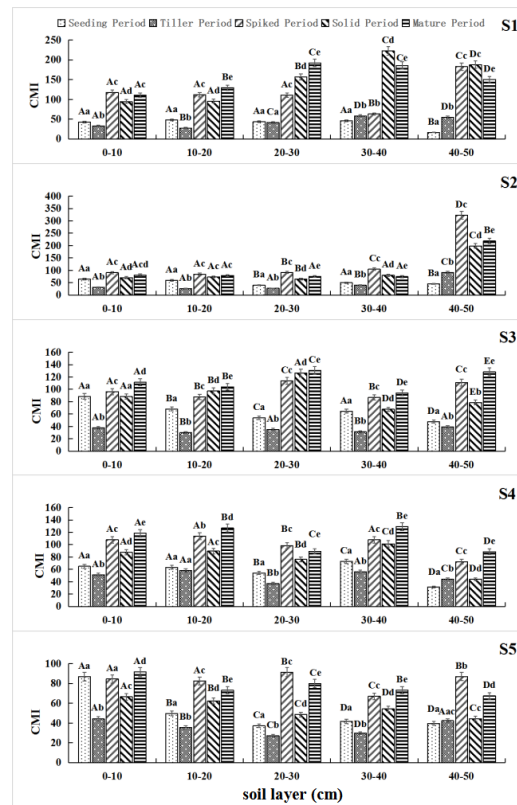 Seeding Period Tiller Period Spiked Period Solid Period Mature Period
S1
CMI
250
200
150
100
50
0
Aa Ab Ac Ad Ac
Aa Ab Ac Ad Be
Aa Ca Ac Bd Ce
Aa Db Bb Cd Ce
Ba Db Cc Dc De
0-10 10-20 20-30 30-40 40-50
S2
CMI
400
350
300
250
200
150
100
50
0
Aa Ab Ac Ad Acd
Aa Ab Ac Ac Ac
Ba Ab Bc Ad Ae
Aa Ab Cc Ad Ae
Ba Cb Dc Cd Be
0-10 10-20 20-30 30-40 40-50
S3
CMI
160
140
120
100
80
60
40
20
0
Aa Ab Ac Aa Ad
Ba Bb Bc Bd Be
Ca Ab Cc Ad Ce
Aa Bb Bc Dd De
Da Ab Cc Eb Ee
0-10 10-20 20-30 30-40 40-50
S4
CMI
160
140
120
100
80
60
40
20
0
Aa Ab Ac Ad Ae
Aa Aa Ab Ac Bd
Ba Bb Bc Bd Ce
Ca Ab Ac Ad Be
Da Cb Cc Dd De
0-10 10-20 20-30 30-40 40-50
S5
CMI
100
80
60
40
20
0
Aa Ab Aa Ac Ad
Ba Bb Ac Bd Be
Ca Cb Bc Cd Ce
Da Db Cc Dd Be
Da Aac Bb Cc Dd
0-10 10-20 20-30 30-40 40-50
soil layer (cm)